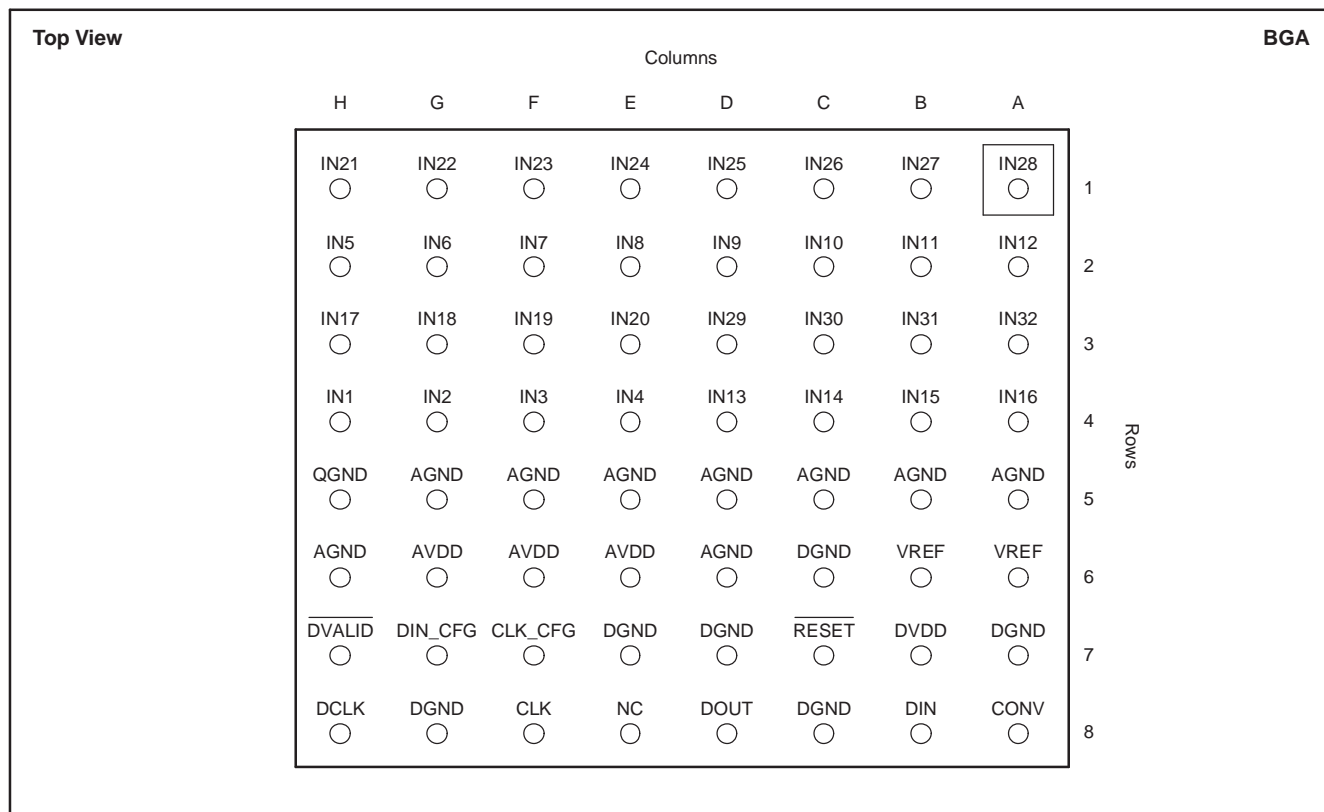 Top View BGA
Columns
H G F E D C B A
IN21 IN22 IN23 IN24 IN25 IN26 IN27 IN28
1
IN5 IN6 IN7 IN8 IN9 IN10 IN11 IN12
2
IN17 IN18 IN19 IN20 IN29 IN30 IN31 IN32
3
IN1 IN2 IN3 IN4 IN13 IN14 IN15 IN16
4
Rows
QGND AGND AGND AGND AGND AGND AGND AGND
5
AGND AVDD AVDD AVDD AGND DGND VREF VREF
6
DVALID DIN_CFG CLK_CFG DGND DGND RESET DVDD DGND
7
DCLK DGND CLK NC DOUT DGND DIN CONV
8